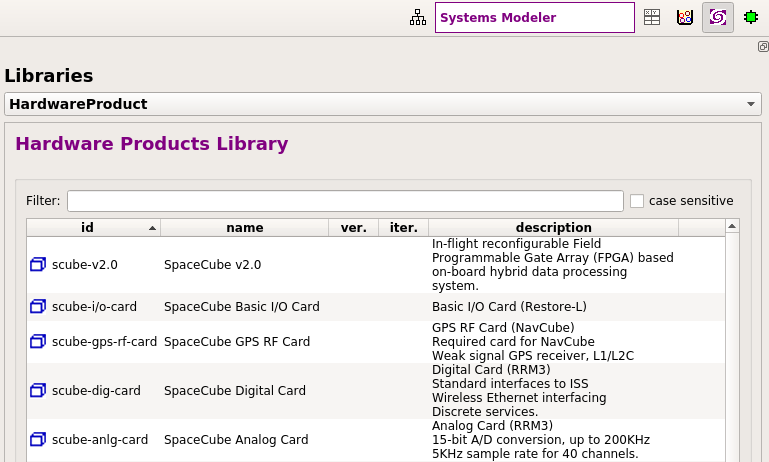 Systems Modeler
Libraries
HardwareProduct
Hardware Products Library
Filter:
case sensitive
id name ver. iter. description
scube-v2.0 SpaceCube v2.0 In-flight reconfigurable Field
Programmable Gate Array (FPGA) based
on-board hybrid data processing
system.
scube-i/o-card SpaceCube Basic I/O Card Basic I/O Card (Restore-L)
GPS RF Card (NavCube)
scube-gps-rf-card SpaceCube GPS RF Card Required card for NavCube
Weak signal GPS receiver, L1/L2C
Digital Card (RRM3)
scube-dig-card SpaceCube Digital Card Standard interfaces to ISS
Wireless Ethernet interfacing
Discrete services.
Analog Card (RRM3)
scube-anlg-card SpaceCube Analog Card 15-bit A/D conversion, up to 200KHz
5KHz sample rate for 40 channels.